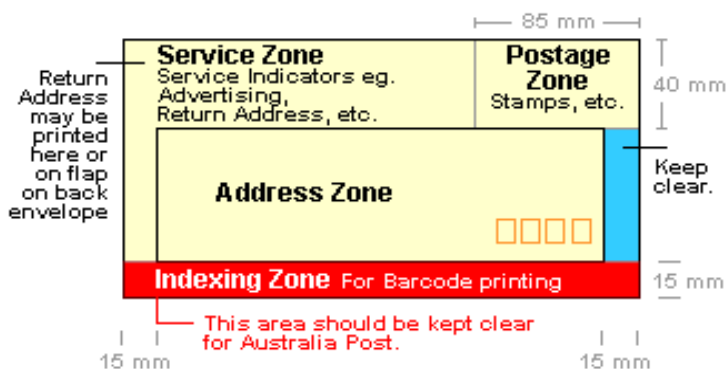 85 mm
Service Zone
Service Indicators eg.
Advertising,
Return Address, etc.
Postage
Zone
Stamps, etc.
40 mm
Return
Address
may be
printed
here or
on flap
on back
envelope
Keep
clear.
Address Zone
Indexing Zone For Barcode printing
15 mm
This area should be kept clear
for Australia Post.
15 mm
15 mm